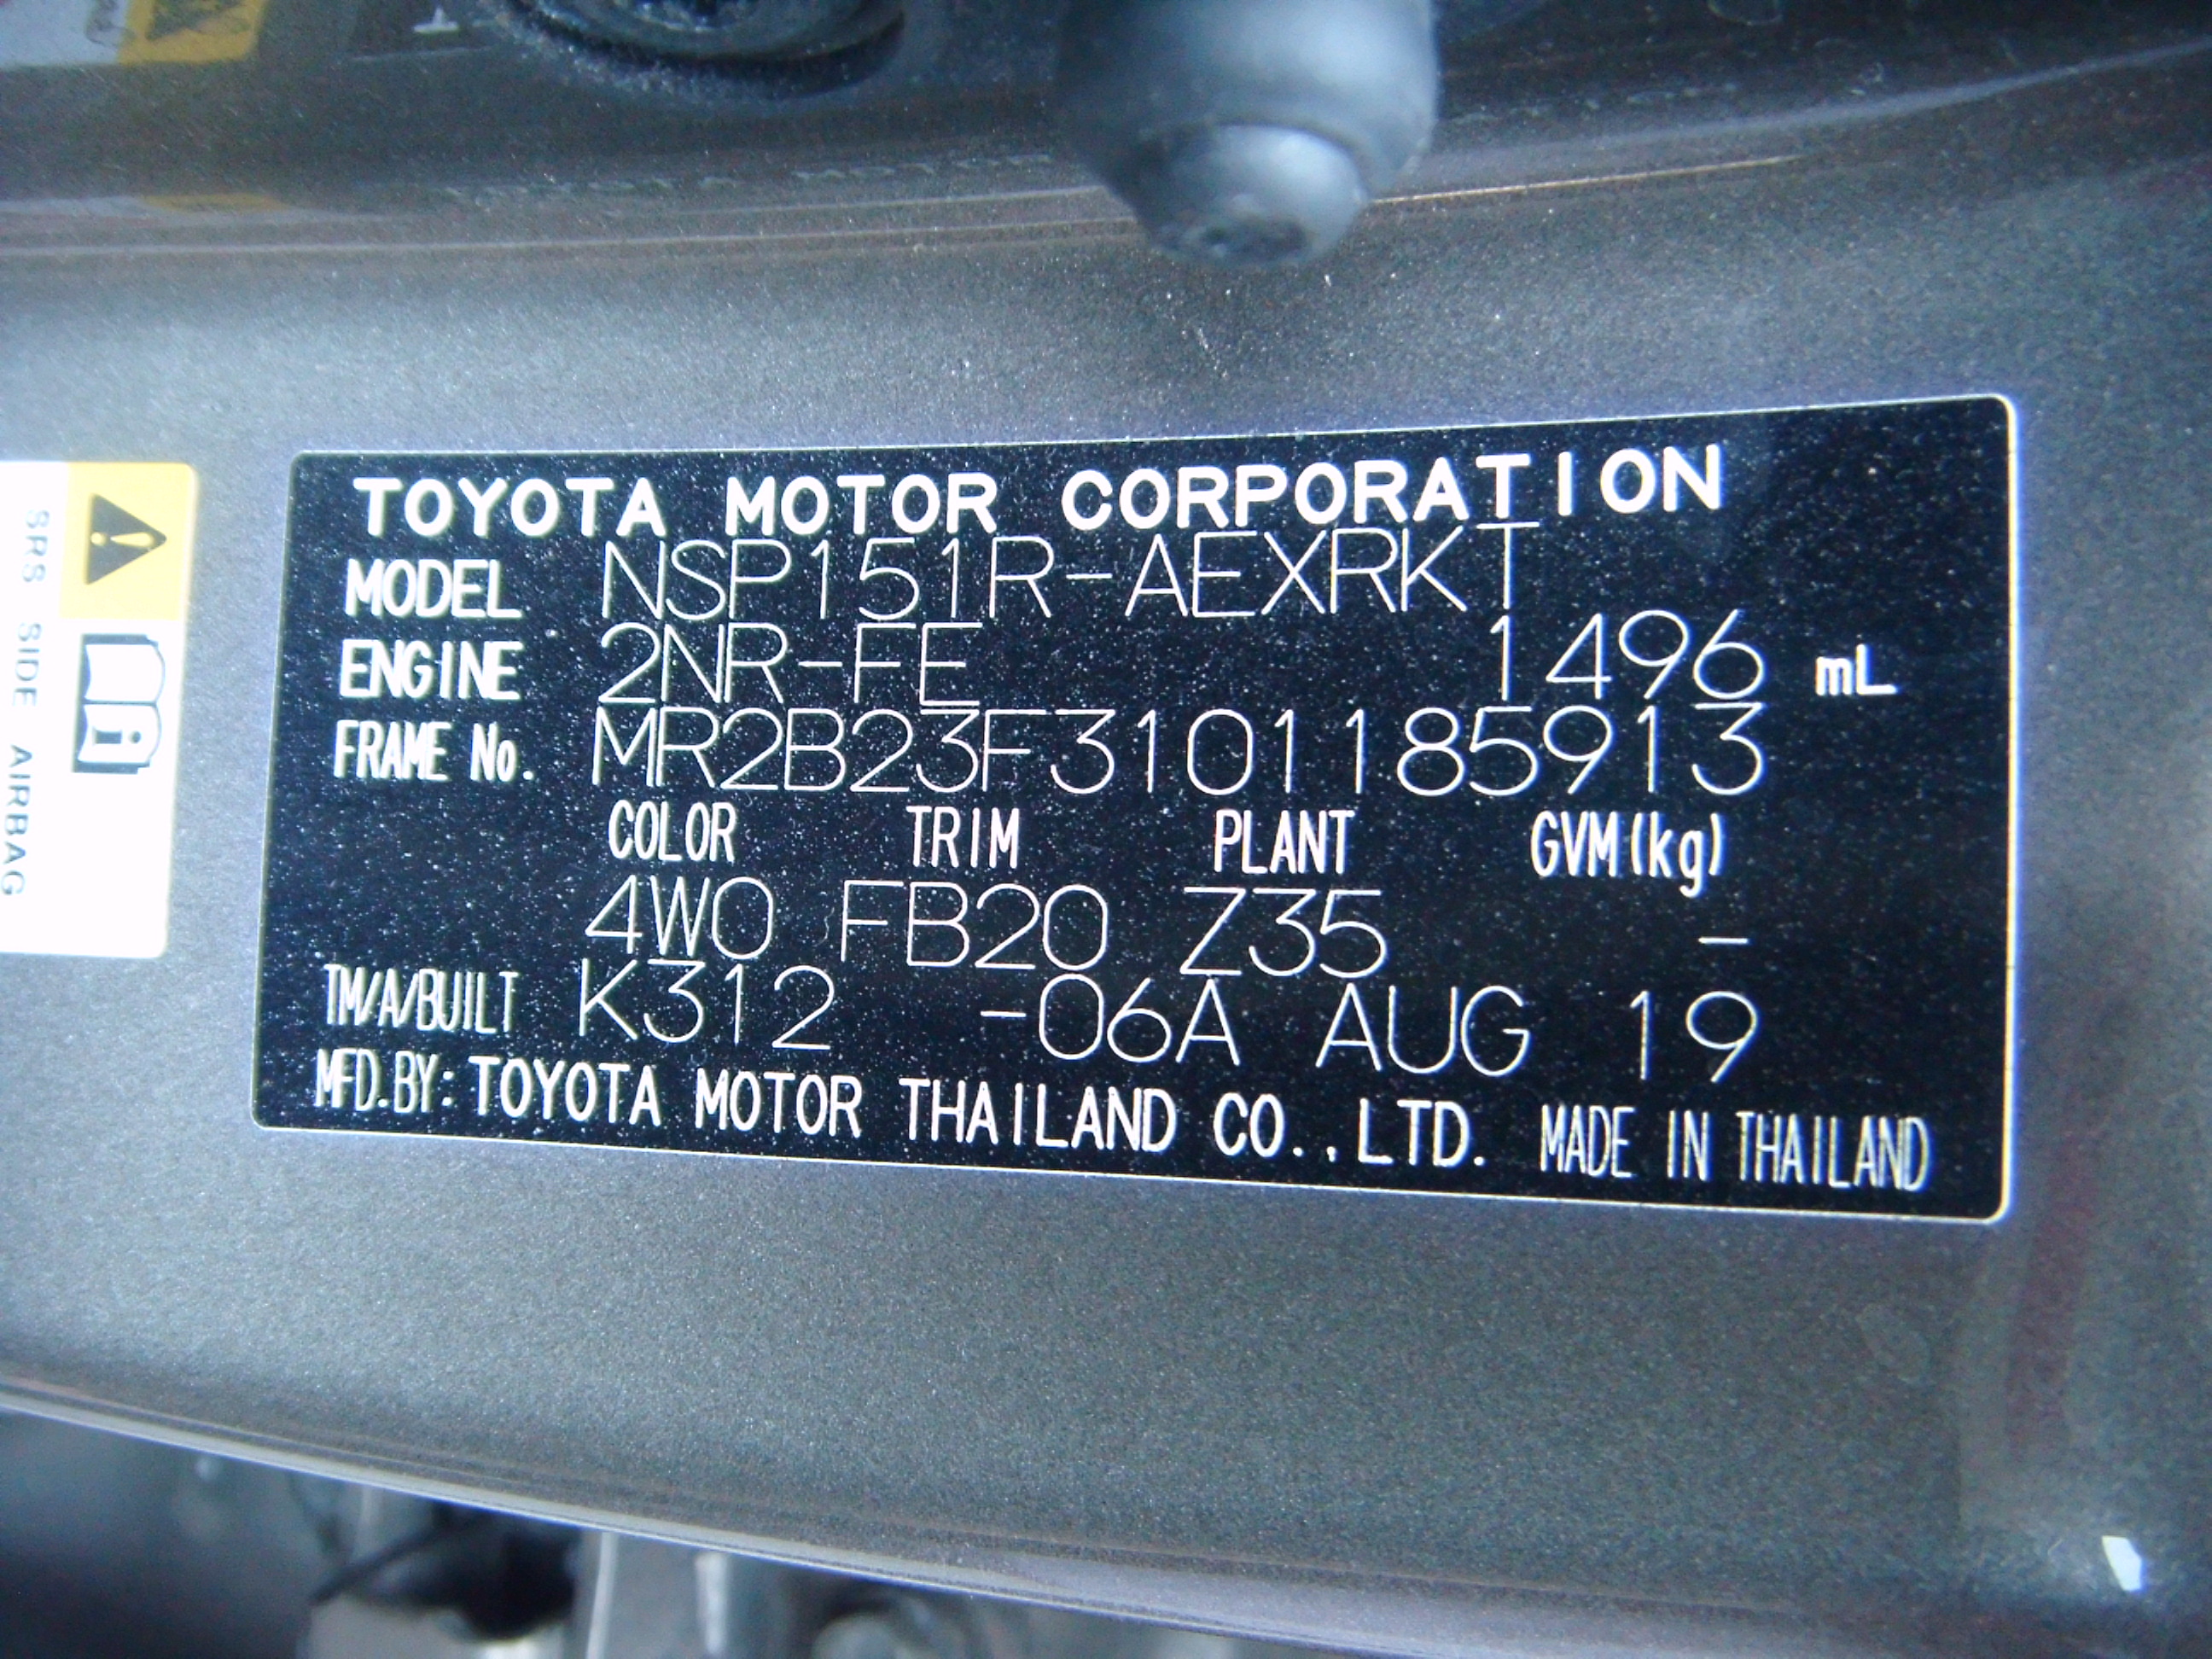 TOYOTA MOTOR CORPORATION
MODEL NSP151R-AEXRKT
ENGINE 2NR-FE 1496 mL
FRAME No. MR2B23F3101185913
COLOR TRIM PLANT GVM(kg)
4W0 FB20 Z35 -
TM/A/BUILT K312 -06A AUG 19
MFD.BY: TOYOTA MOTOR THAILAND CO.,LTD. MADE IN THAILAND
SRS SIDE AIRBAG